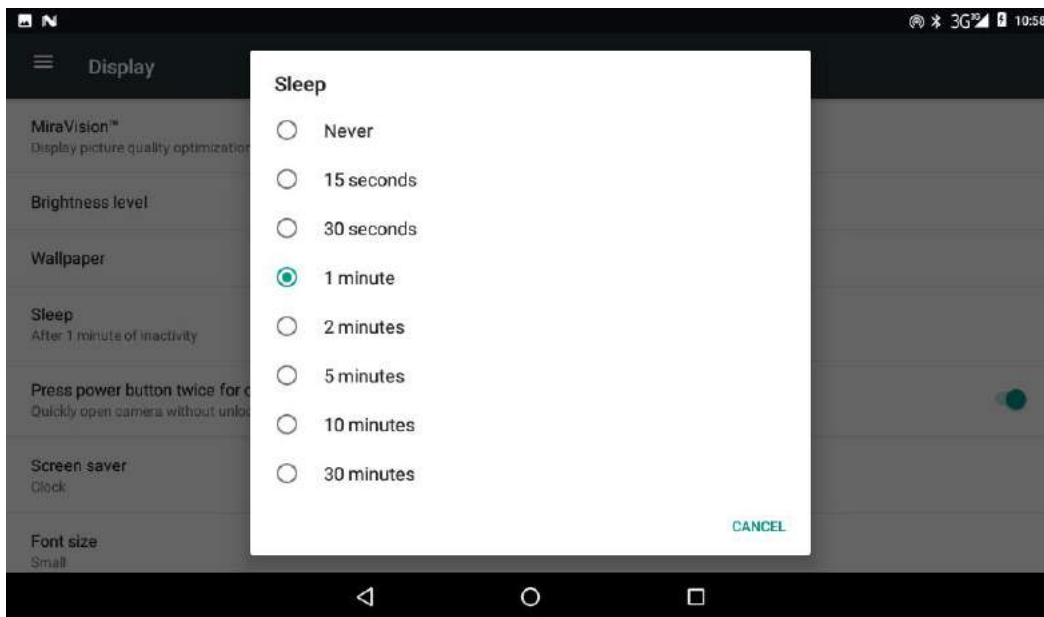 3G 3G 10:58
Display
Sleep
Never
15 seconds
30 seconds
1 minute
2 minutes
5 minutes
10 minutes
30 minutes
CANCEL
MiraVision™
Display picture quality optimization
Brightness level
Wallpaper
Sleep
After 1 minute of inactivity
Press power button twice for
Quickly open camera without
Screen saver
Clock
Font size
Small